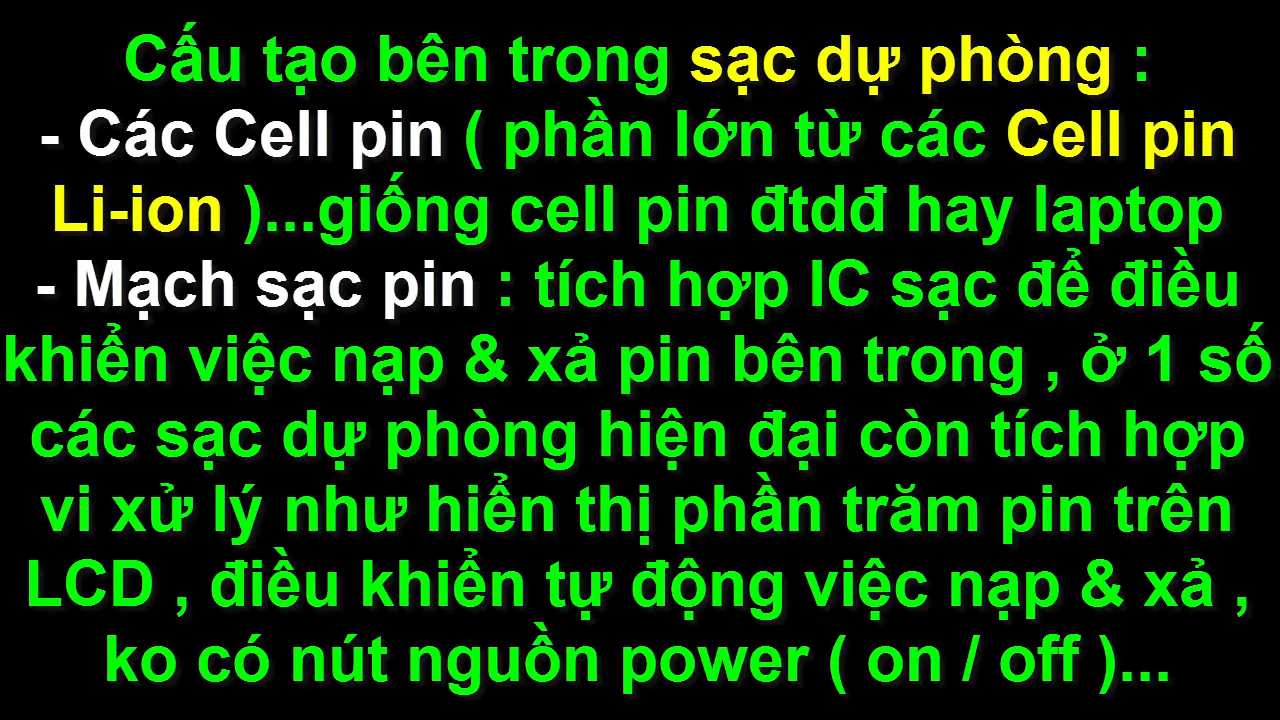 Cấu tạo bên trong sạc dự phòng :
- Các Cell pin ( phần lớn từ các Cell pin
Li-ion )...giống cell pin đtdđ hay laptop
- Mạch sạc pin : tích hợp IC sạc để điều
khiển việc nạp & xả pin bên trong , ở 1 số
các sạc dự phòng hiện đại còn tích hợp
vi xử lý như hiển thị phần trăm pin trên
LCD , điều khiển tự động việc nạp & xả ,
ko có nút nguồn power ( on / off )...